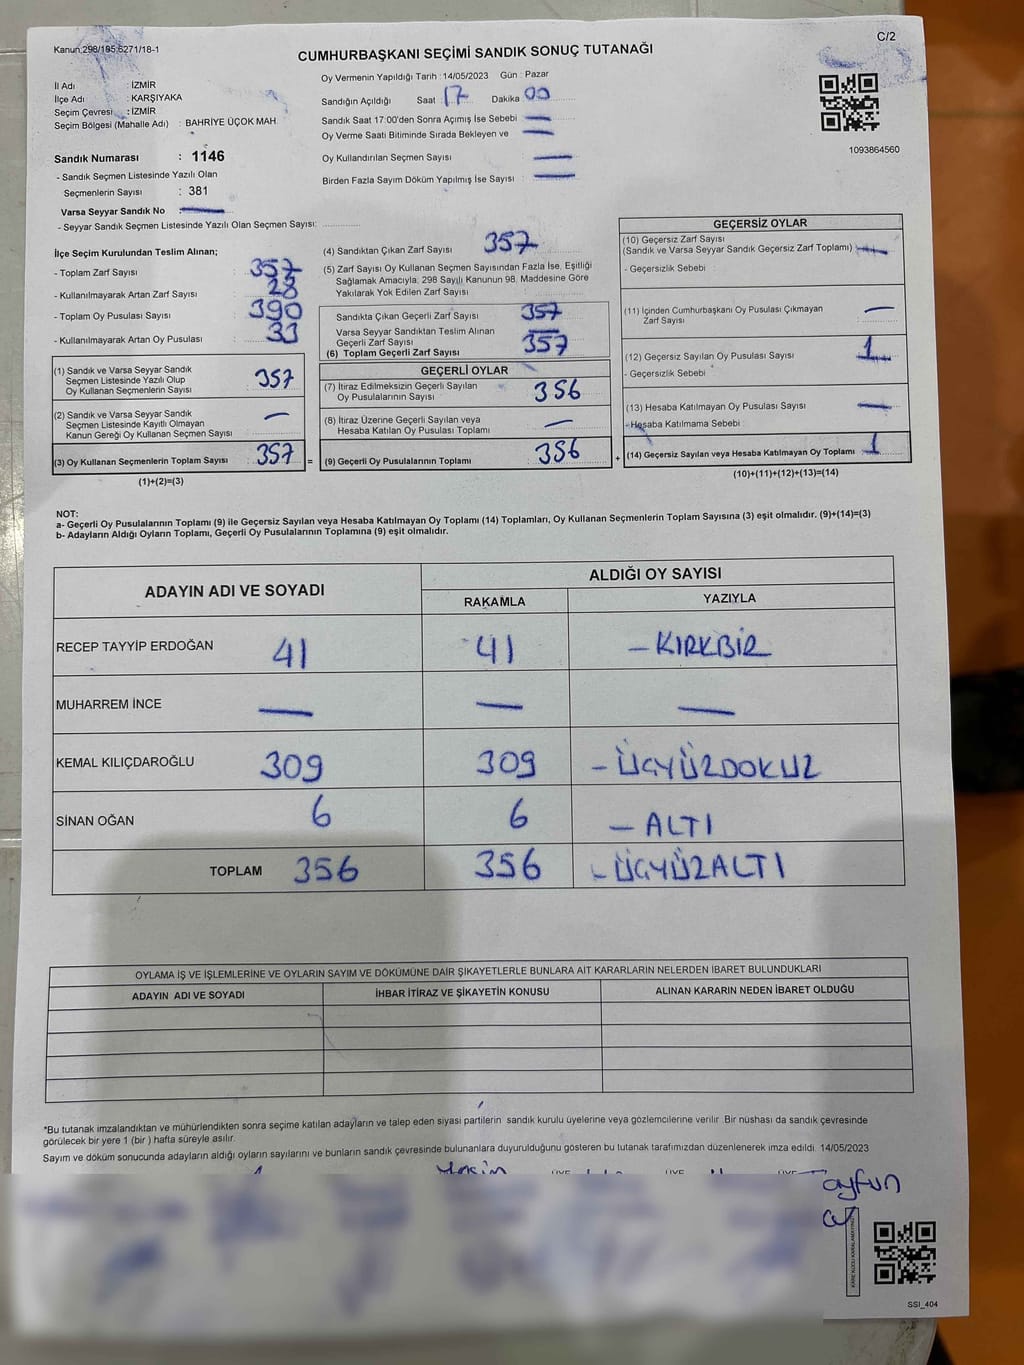 Kanun:298/185;6271/18-1
C/2
CUMHURBAŞKANI SEÇİMİ SANDIK SONUÇ TUTANAĞI
İl Adı : İZMİR
İlçe Adı : KARŞIYAKA
Seçim Çevresi : İZMİR
Seçim Bölgesi (Mahalle Adı) : BAHRİYE ÜÇOK MAH.
Sandık Numarası : 1146
- Sandık Seçmen Listesinde Yazılı Olan
Seçmenlerin Sayısı : 381
Varsa Seyyar Sandık No :
- Seyyar Sandık Seçmen Listesinde Yazılı Olan Seçmen Sayısı:
Oy Vermenin Yapıldığı Tarih : 14/05/2023 Gün : Pazar
Sandığın Açıldığı Saat 17 Dakika 00
Sandık Saat 17:00'den Sonra Açımış İse Sebebi
Oy Verme Saati Bitiminde Sırada Bekleyen ve
Oy Kullandırılan Seçmen Sayısı
Birden Fazla Sayım Döküm Yapılmış İse Sayısı
1093864560
İlçe Seçim Kurulundan Teslim Alınan;
- Toplam Zarf Sayısı : 357
- Kullanılmayarak Artan Zarf Sayısı : 28
- Toplam Oy Pusulası Sayısı : 390
- Kullanılmayarak Artan Oy Pusulası : 33
(1) Sandık ve Varsa Seyyar Sandık
Seçmen Listesinde Yazılı Olup
Oy Kullanan Seçmenlerin Sayısı : 357
(2) Sandık ve Varsa Seyyar Sandık
Seçmen Listesinde Kayıtlı Olmayan
Kanun Gereği Oy Kullanan Seçmen Sayısı : —
(3) Oy Kullanan Seçmenlerin Toplam Sayısı : 357
(1)+(2)=(3)
=
(4) Sandıktan Çıkan Zarf Sayısı 357
(5) Zarf Sayısı Oy Kullanan Seçmen Sayısından Fazla İse, Eşitliği
Sağlamak Amacıyla; 298 Sayılı Kanunun 98. Maddesine Göre
Yakılarak Yok Edilen Zarf Sayısı
Sandıkta Çıkan Geçerli Zarf Sayısı 357
Varsa Seyyar Sandıktan Teslim Alınan
Geçerli Zarf Sayısı —
(6) Toplam Geçerli Zarf Sayısı 357
GEÇERLİ OYLAR
(7) İtiraz Edilmeksizin Geçerli Sayılan
Oy Pusulalarının Sayısı 356
(8) İtiraz Üzerine Geçerli Sayılan veya
Hesaba Katılan Oy Pusulası Toplamı —
(9) Geçerli Oy Pusulalarının Toplamı 356
+
GEÇERSİZ OYLAR
(10) Geçersiz Zarf Sayısı
(Sandık ve Varsa Seyyar Sandık Geçersiz Zarf Toplamı) —
- Geçersizlik Sebebi
(11) İçinden Cumhurbaşkanı Oy Pusulası Çıkmayan
Zarf Sayısı : —
(12) Geçersiz Sayılan Oy Pusulası Sayısı : 1
- Geçersizlik Sebebi
(13) Hesaba Katılmayan Oy Pusulası Sayısı : —
- Hesaba Katılmama Sebebi
(14) Geçersiz Sayılan veya Hesaba Katılmayan Oy Toplamı 1
(10)+(11)+(12)+(13)=(14)
NOT:
a- Geçerli Oy Pusulalarının Toplamı (9) ile Geçersiz Sayılan veya Hesaba Katılmayan Oy Toplamı (14) Toplamları, Oy Kullanan Seçmenlerin Toplam Sayısına (3) eşit olmalıdır. (9)+(14)=(3)
b- Adayların Aldığı Oyların Toplamı, Geçerli Oy Pusulalarının Toplamına (9) eşit olmalıdır.
ADAYIN ADI VE SOYADI
ALDIĞI OY SAYISI
RAKAMLA YAZIYLA
RECEP TAYYİP ERDOĞAN 41 41 – KIRKBİR
MUHARREM İNCE — — —
KEMAL KILIÇDAROĞLU 309 309 – ÜÇYÜZDOKUZ
SİNAN OĞAN 6 6 – ALTI
TOPLAM 356 356 – ÜÇYÜZALTI
OYLAMA İŞ VE İŞLEMLERİNE VE OYLARIN SAYIM VE DÖKÜMÜNE DAİR ŞİKAYETLERLE BUNLARA AİT KARARLARIN NELERDEN İBARET BULUNDUKLARI
ADAYIN ADI VE SOYADI İHBAR İTİRAZ VE ŞİKAYETİN KONUSU ALINAN KARARIN NEDEN İBARET OLDUĞU
*Bu tutanak imzalandıktan ve mühürlendikten sonra seçime katılan adayların ve talep eden siyasi partilerin sandık kurulu üyelerine veya gözlemcilerine verilir. Bir nüshası da sandık çevresinde
görülecek bir yere 1 (bir ) hafta süreyle asılır.
Sayım ve döküm sonucunda adayların aldığı oyların sayılarını ve bunların sandık çevresinde bulunanlara duyurulduğunu gösteren bu tutanak tarafımızdan düzenlenerek imza edildi. 14/05/2023
SSİ_404